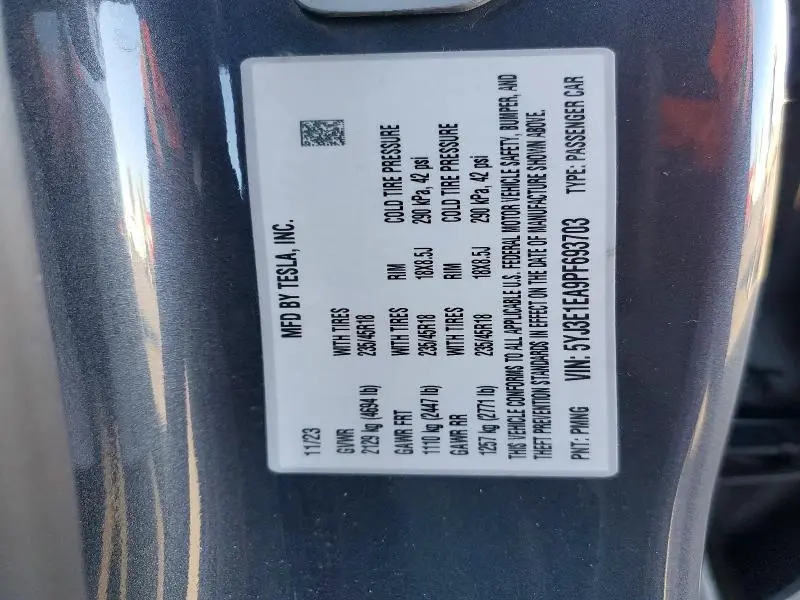 MFD BY TESLA, INC.
11/23
GVWR WITH TIRES
2129 kg (4694 lb) 235/45R18
GAWR FRT WITH TIRES RIM COLD TIRE PRESSURE
1110 kg (2447 lb) 235/45R18 18X8.5J 290 kPa, 42 psi
GAWR RR WITH TIRES RIM COLD TIRE PRESSURE
1257 kg (2771 lb) 235/45R18 18X8.5J 290 kPa, 42 psi
THIS VEHICLE CONFORMS TO ALL APPLICABLE U.S. FEDERAL MOTOR VEHICLE SAFETY, BUMPER, AND
THEFT PREVENTION STANDARDS IN EFFECT ON THE DATE OF MANUFACTURE SHOWN ABOVE.
PNT: PMNG VIN: 5YJ3E1EA9PF693703 TYPE: PASSENGER CAR